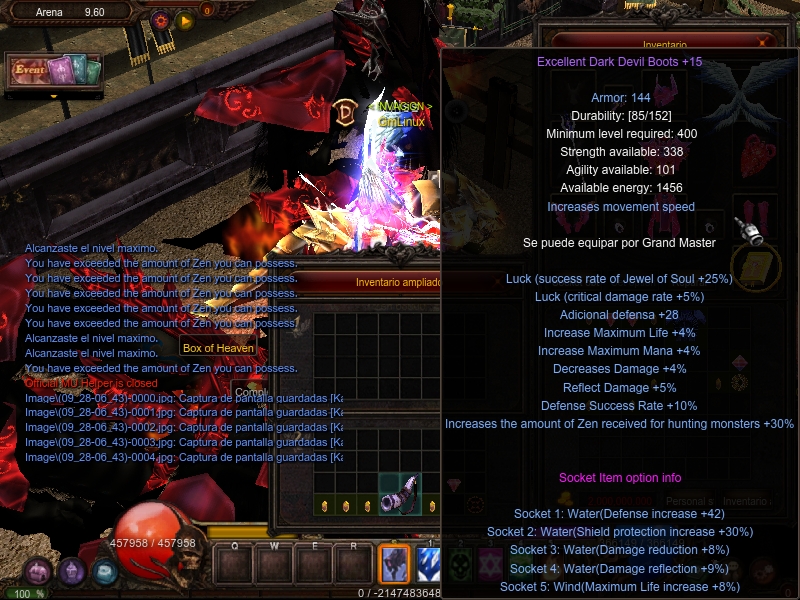 Arena 9.60
0
Event
Inventario
Excellent Dark Devil Boots +15
Armor: 144
Durability: [85/152]
Minimum level required: 400
Strength available: 338
Agility available: 101
Available energy: 1456
Increases movement speed
Se puede equipar por Grand Master
Luck (success rate of Jewel of Soul +25%)
Luck (critical damage rate +5%)
Adicional defensa +28
Increase Maximum Life +4%
Increase Maximum Mana +4%
Decreases Damage +4%
Reflect Damage +5%
Defense Success Rate +10%
Increases the amount of Zen received for hunting monsters +30%
Socket Item option info
Socket 1: Water(Defense increase +42)
Socket 2: Water(Shield protection increase +30%)
Socket 3: Water(Damage reduction +8%)
Socket 4: Water(Damage reflection +9%)
Socket 5: Wind(Maximum Life increase +8%)
GmLinux
Inventario ampliado
Alcanzaste el nivel maximo.
You have exceeded the amount of Zen you can possess.
You have exceeded the amount of Zen you can possess.
You have exceeded the amount of Zen you can possess.
You have exceeded the amount of Zen you can possess.
You have exceeded the amount of Zen you can possess.
Alcanzaste el nivel maximo.
Alcanzaste el nivel maximo.
You have exceeded the amount of Zen you can possess.
Box of Heaven
Official MU Helper is closed
Compl
Image\(09_28-06_43)-0000.jpg: Captura de pantalla guardadas [Ka
Image\(09_28-06_43)-0001.jpg: Captura de pantalla guardadas [Ka
Image\(09_28-06_43)-0002.jpg: Captura de pantalla guardadas [Ka
Image\(09_28-06_43)-0003.jpg: Captura de pantalla guardadas [Ka
Image\(09_28-06_43)-0004.jpg: Captura de pantalla guardadas [Ka
Personal s Inventario
457958 / 457958
Q W E R
100 %
0 / -2147483648